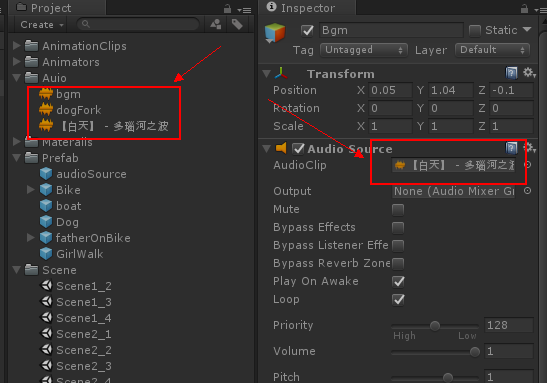 Project
Create
AnimationClips
Animators
Auio
bgm
dogFork
【白天】 - 多瑙河之波
Materails
Prefab
audioSource
Bike
boat
Dog
fatherOnBike
GirlWalk
Scene
Scene1_2
Scene1_3
Scene1_4
Scene2_1
Scene2_2
Scene2_3
Scene2_4
Inspector
Bgm
Static
Tag Untagged Layer Default
Transform
Position X 0.05 Y 1.04 Z -0.1
Rotation X 0 Y 0 Z 0
Scale X 1 Y 1 Z 1
Audio Source
AudioClip 【白天】 - 多瑙河之波
Output None (Audio Mixer Gr
Mute
Bypass Effects
Bypass Listener Effe
Bypass Reverb Zone
Play On Awake
Loop
Priority 128
High Low
Volume 1
Pitch 1